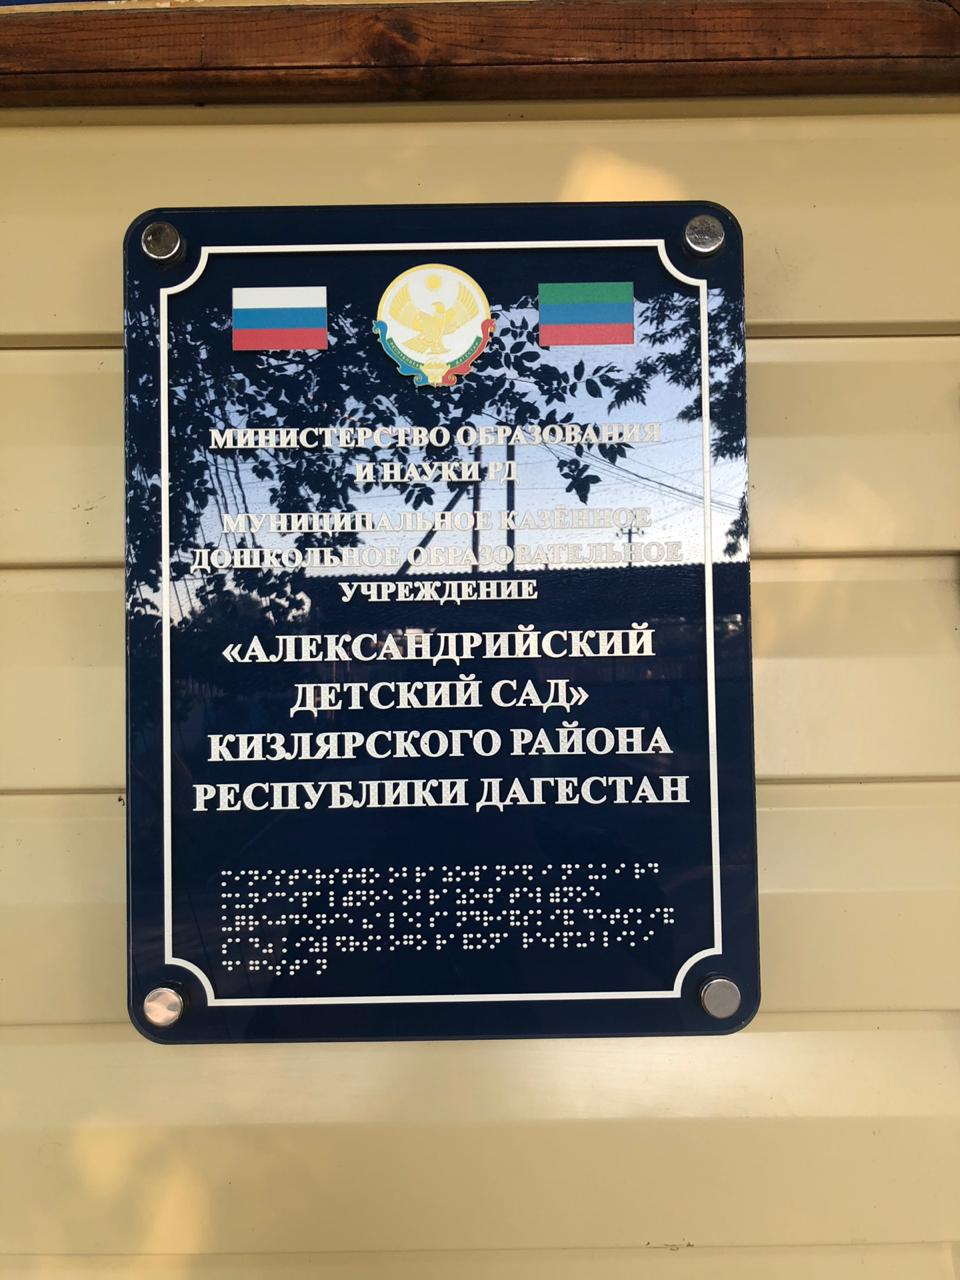 МИНИСТЕРСТВО ОБРАЗОВАНИЯ
И НАУКИ РД
МУНИЦИПАЛЬНОЕ КАЗЁННОЕ
ДОШКОЛЬНОЕ ОБРАЗОВАТЕЛЬНОЕ
УЧРЕЖДЕНИЕ
«АЛЕКСАНДРИЙСКИЙ
ДЕТСКИЙ САД»
КИЗЛЯРСКОГО РАЙОНА
РЕСПУБЛИКИ ДАГЕСТАН